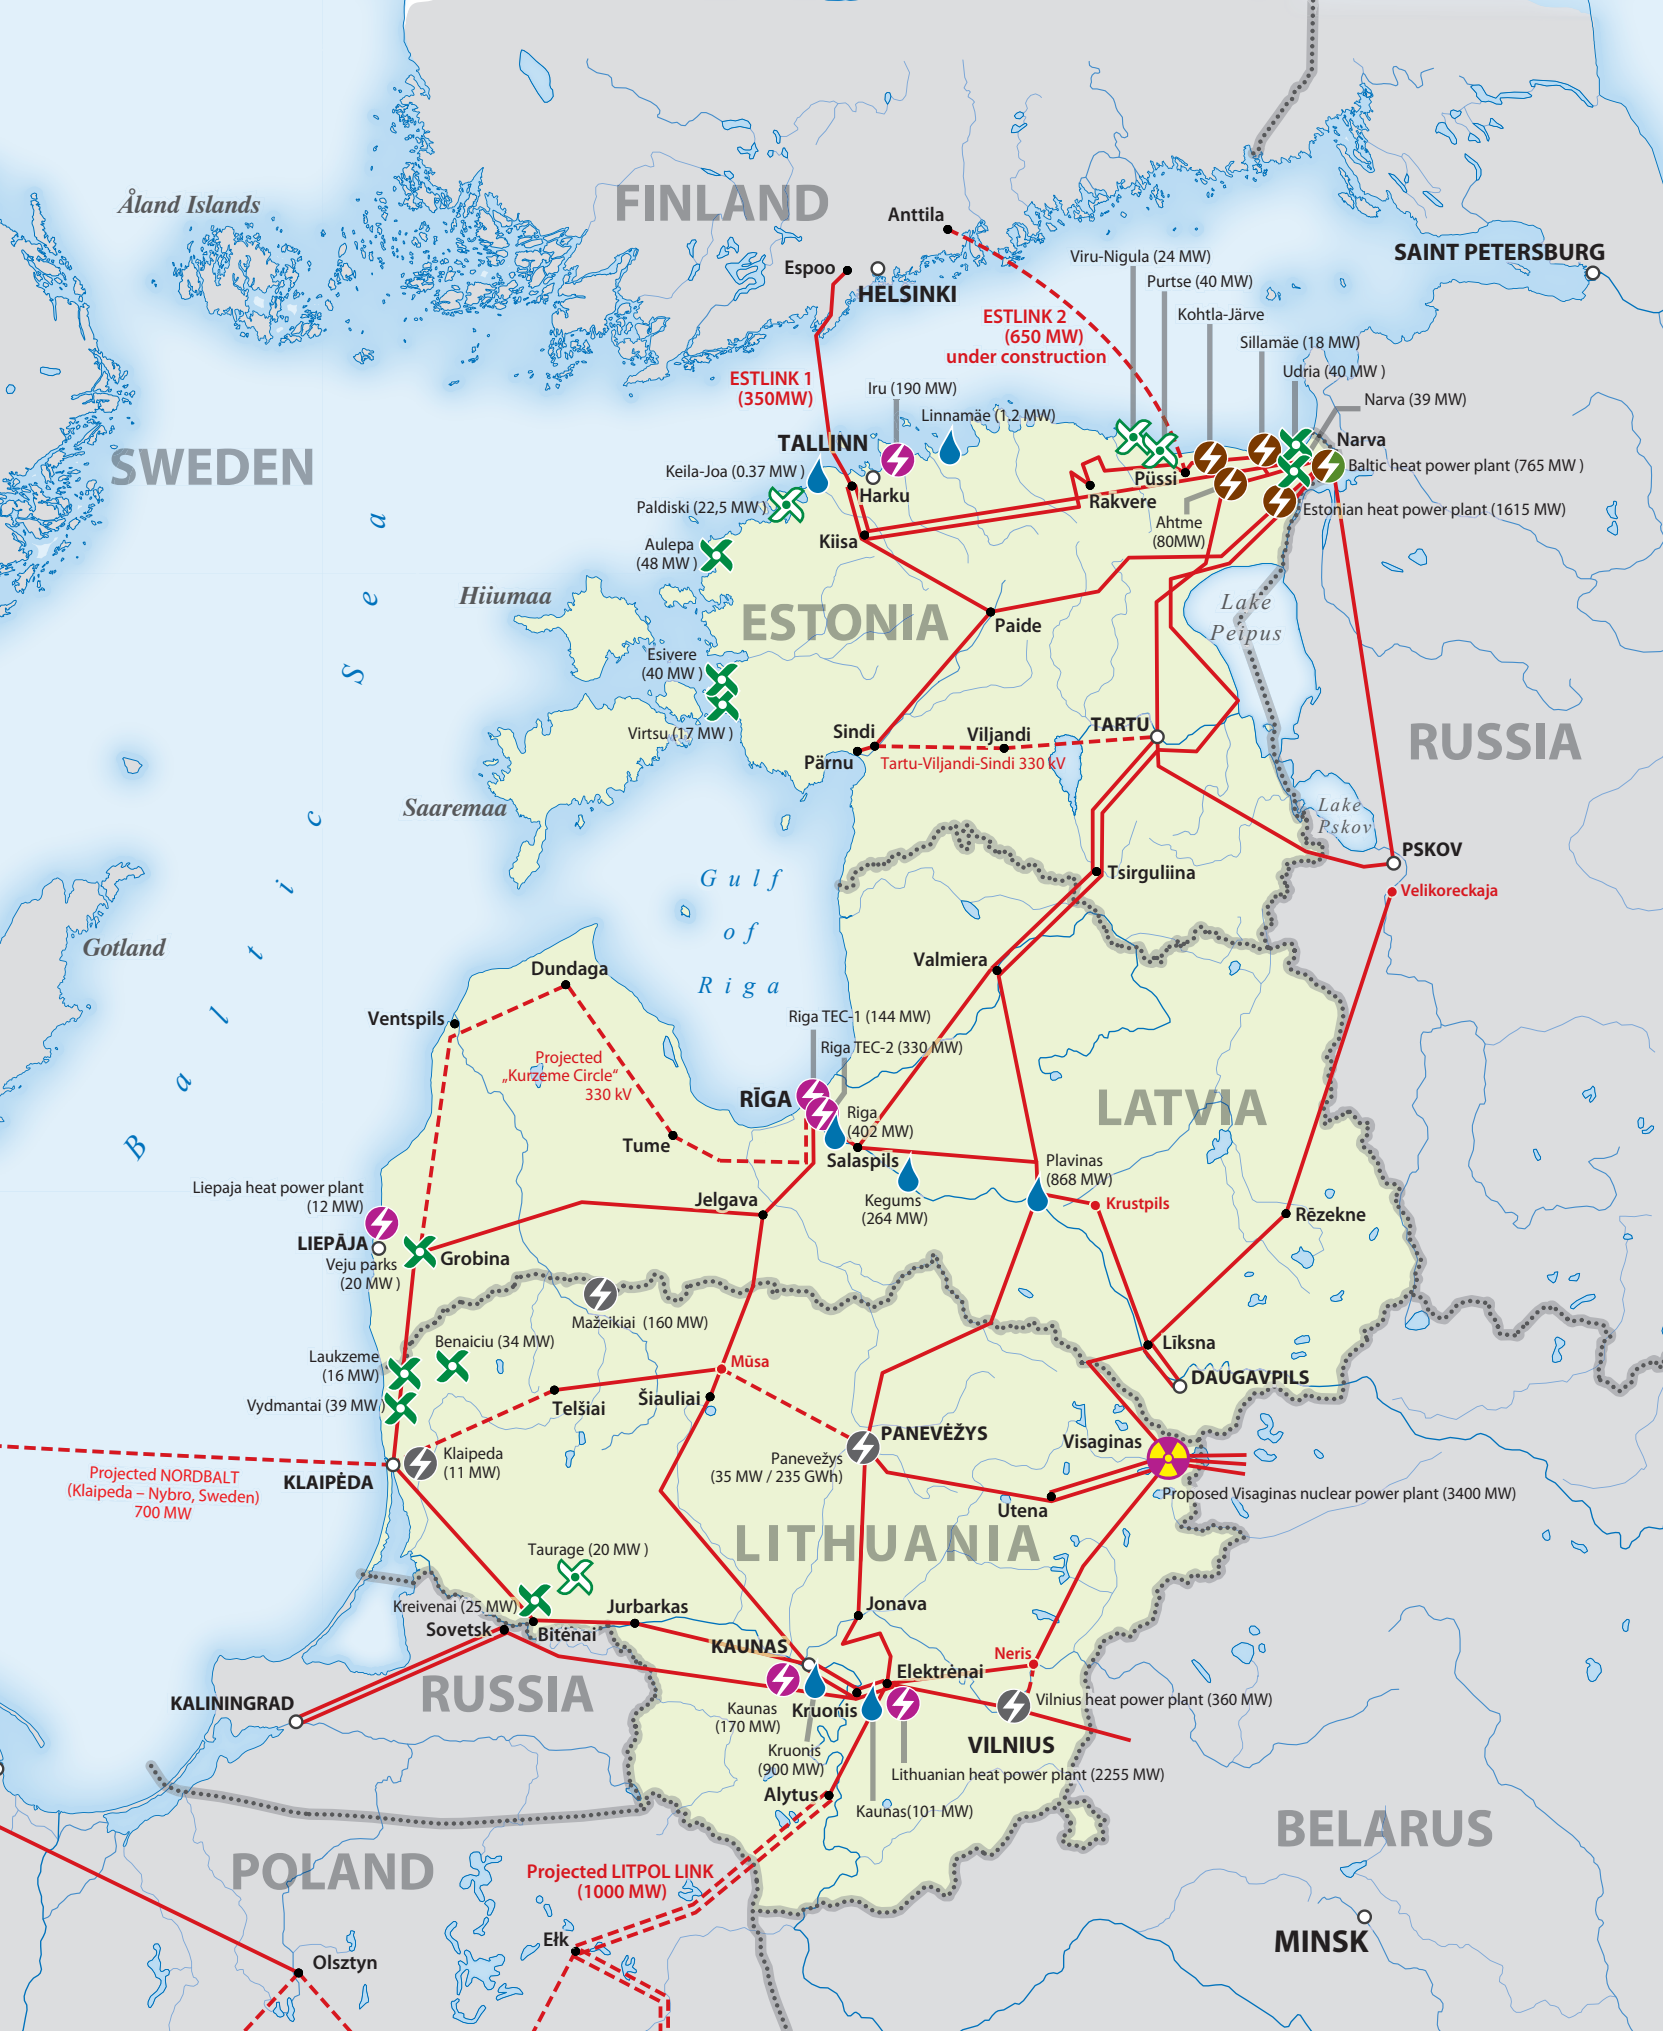 FINLAND
Åland Islands
Anttila
Espoo
HELSINKI
SAINT PETERSBURG
Viru-Nigula (24 MW)
Purtse (40 MW)
Kohtla-Järve
Sillamäe (18 MW)
Udria (40 MW )
Narva (39 MW)
ESTLINK 2
(650 MW)
under construction
ESTLINK 1
(350MW)
Iru (190 MW)
Linnamäe (1.2 MW)
SWEDEN
TALLINN
Narva
Keila-Joa (0.37 MW )
Baltic heat power plant (765 MW )
Harku
Püssi
Rakvere
Paldiski (22,5 MW )
Estonian heat power plant (1615 MW)
Ahtme
(80MW)
Kiisa
Aulepa
(48 MW )
Hiiumaa
ESTONIA
Paide
Lake
Peipus
Esivere
(40 MW )
Virtsu (17 MW )
Sindi
Viljandi
TARTU
Pärnu
Tartu-Viljandi-Sindi 330 kV
RUSSIA
Saaremaa
Lake
Pskov
PSKOV
Velikoreckaja
Tsirguliina
Gulf
of
Riga
Baltic Sea
Gotland
Valmiera
Dundaga
Ventspils
Riga TEC-1 (144 MW)
Riga TEC-2 (330 MW)
Projected
„Kurzeme Circle“
330 kV
RĪGA
LATVIA
Riga
(402 MW)
Tume
Salaspils
Plavinas
(868 MW)
Kegums
(264 MW)
Krustpils
Liepaja heat power plant
(12 MW)
Jelgava
Rēzekne
LIEPĀJA
Veju parks
(20 MW )
Grobina
Mažeikiai (160 MW)
Benaiciu (34 MW)
Laukzeme
(16 MW)
Vydmantai (39 MW )
Mūsa
Šiauliai
Telšiai
Līksna
DAUGAVPILS
PANEVĖŽYS
Panevežys
(35 MW / 235 GWh)
Visaginas
Klaipeda
(11 MW)
KLAIPĖDA
Projected NORDBALT
(Klaipeda – Nybro, Sweden)
700 MW
Proposed Visaginas nuclear power plant (3400 MW)
Utena
LITHUANIA
Taurage (20 MW )
Kreivenai (25 MW)
Jurbarkas
Jonava
Sovetsk
Bitėnai
KAUNAS
Neris
Elektrėnai
RUSSIA
KALININGRAD
Kaunas
(170 MW)
Kruonis
Vilnius heat power plant (360 MW)
VILNIUS
Kruonis
(900 MW)
Lithuanian heat power plant (2255 MW)
Alytus
Kaunas(101 MW)
BELARUS
POLAND
Projected LITPOL LINK
(1000 MW)
Ełk
MINSK
Olsztyn